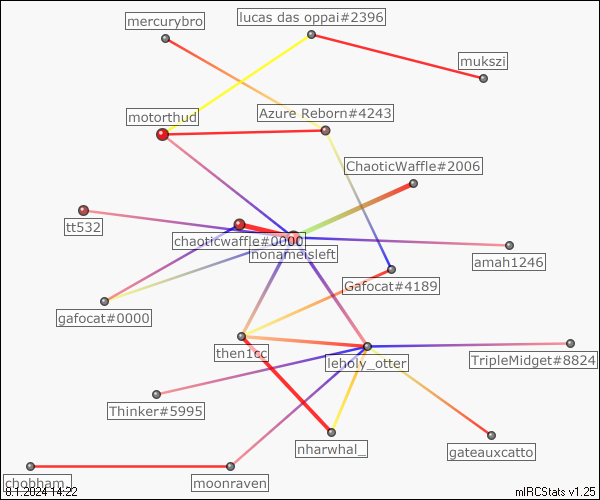 mercurybro
lucas das oppai#2396
mukszi
motorthud
Azure Reborn#4243
ChaoticWaffle#2006
tt532
chaoticwaffle#0000
nonameisleft
amah1246
Gafocat#4189
gafocat#0000
then1cc
leholy_otter
TripleMidget#8824
Thinker#5995
nharwhal_
gateauxcatto
chobham_
moonraven
8.1.2024 14:22
mIRCStats v1.25